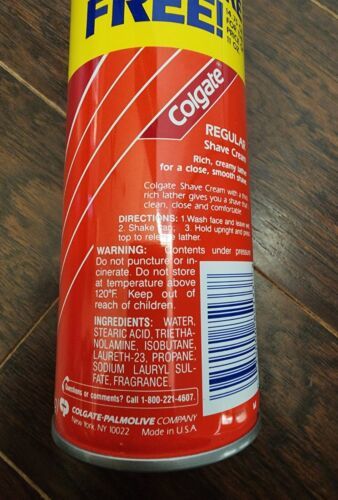 FREE!
Colgate®
REGULAR
Shave Cream
Rich, creamy lather
for a close, smooth shave
Colgate Shave Cream with a thick
rich lather gives you a shave that
clean, close and comfortable.
DIRECTIONS: 1.Wash face and leave wet
2. Shake can; 3. Hold upright and
top to release lather.
WARNING: Contents under pressure
Do not puncture or in-
cinerate. Do not store
at temperature above
120°F. Keep out of
reach of children.
INGREDIENTS: WATER,
STEARIC ACID, TRIETHA-
NOLAMINE, ISOBUTANE,
LAURETH-23, PROPANE,
SODIUM LAURYL SUL-
FATE, FRAGRANCE.
Questions or comments? Call 1-800-221-4607.
COLGATE-PALMOLIVE COMPANY
New York, NY 10022 Made in U.S.A.